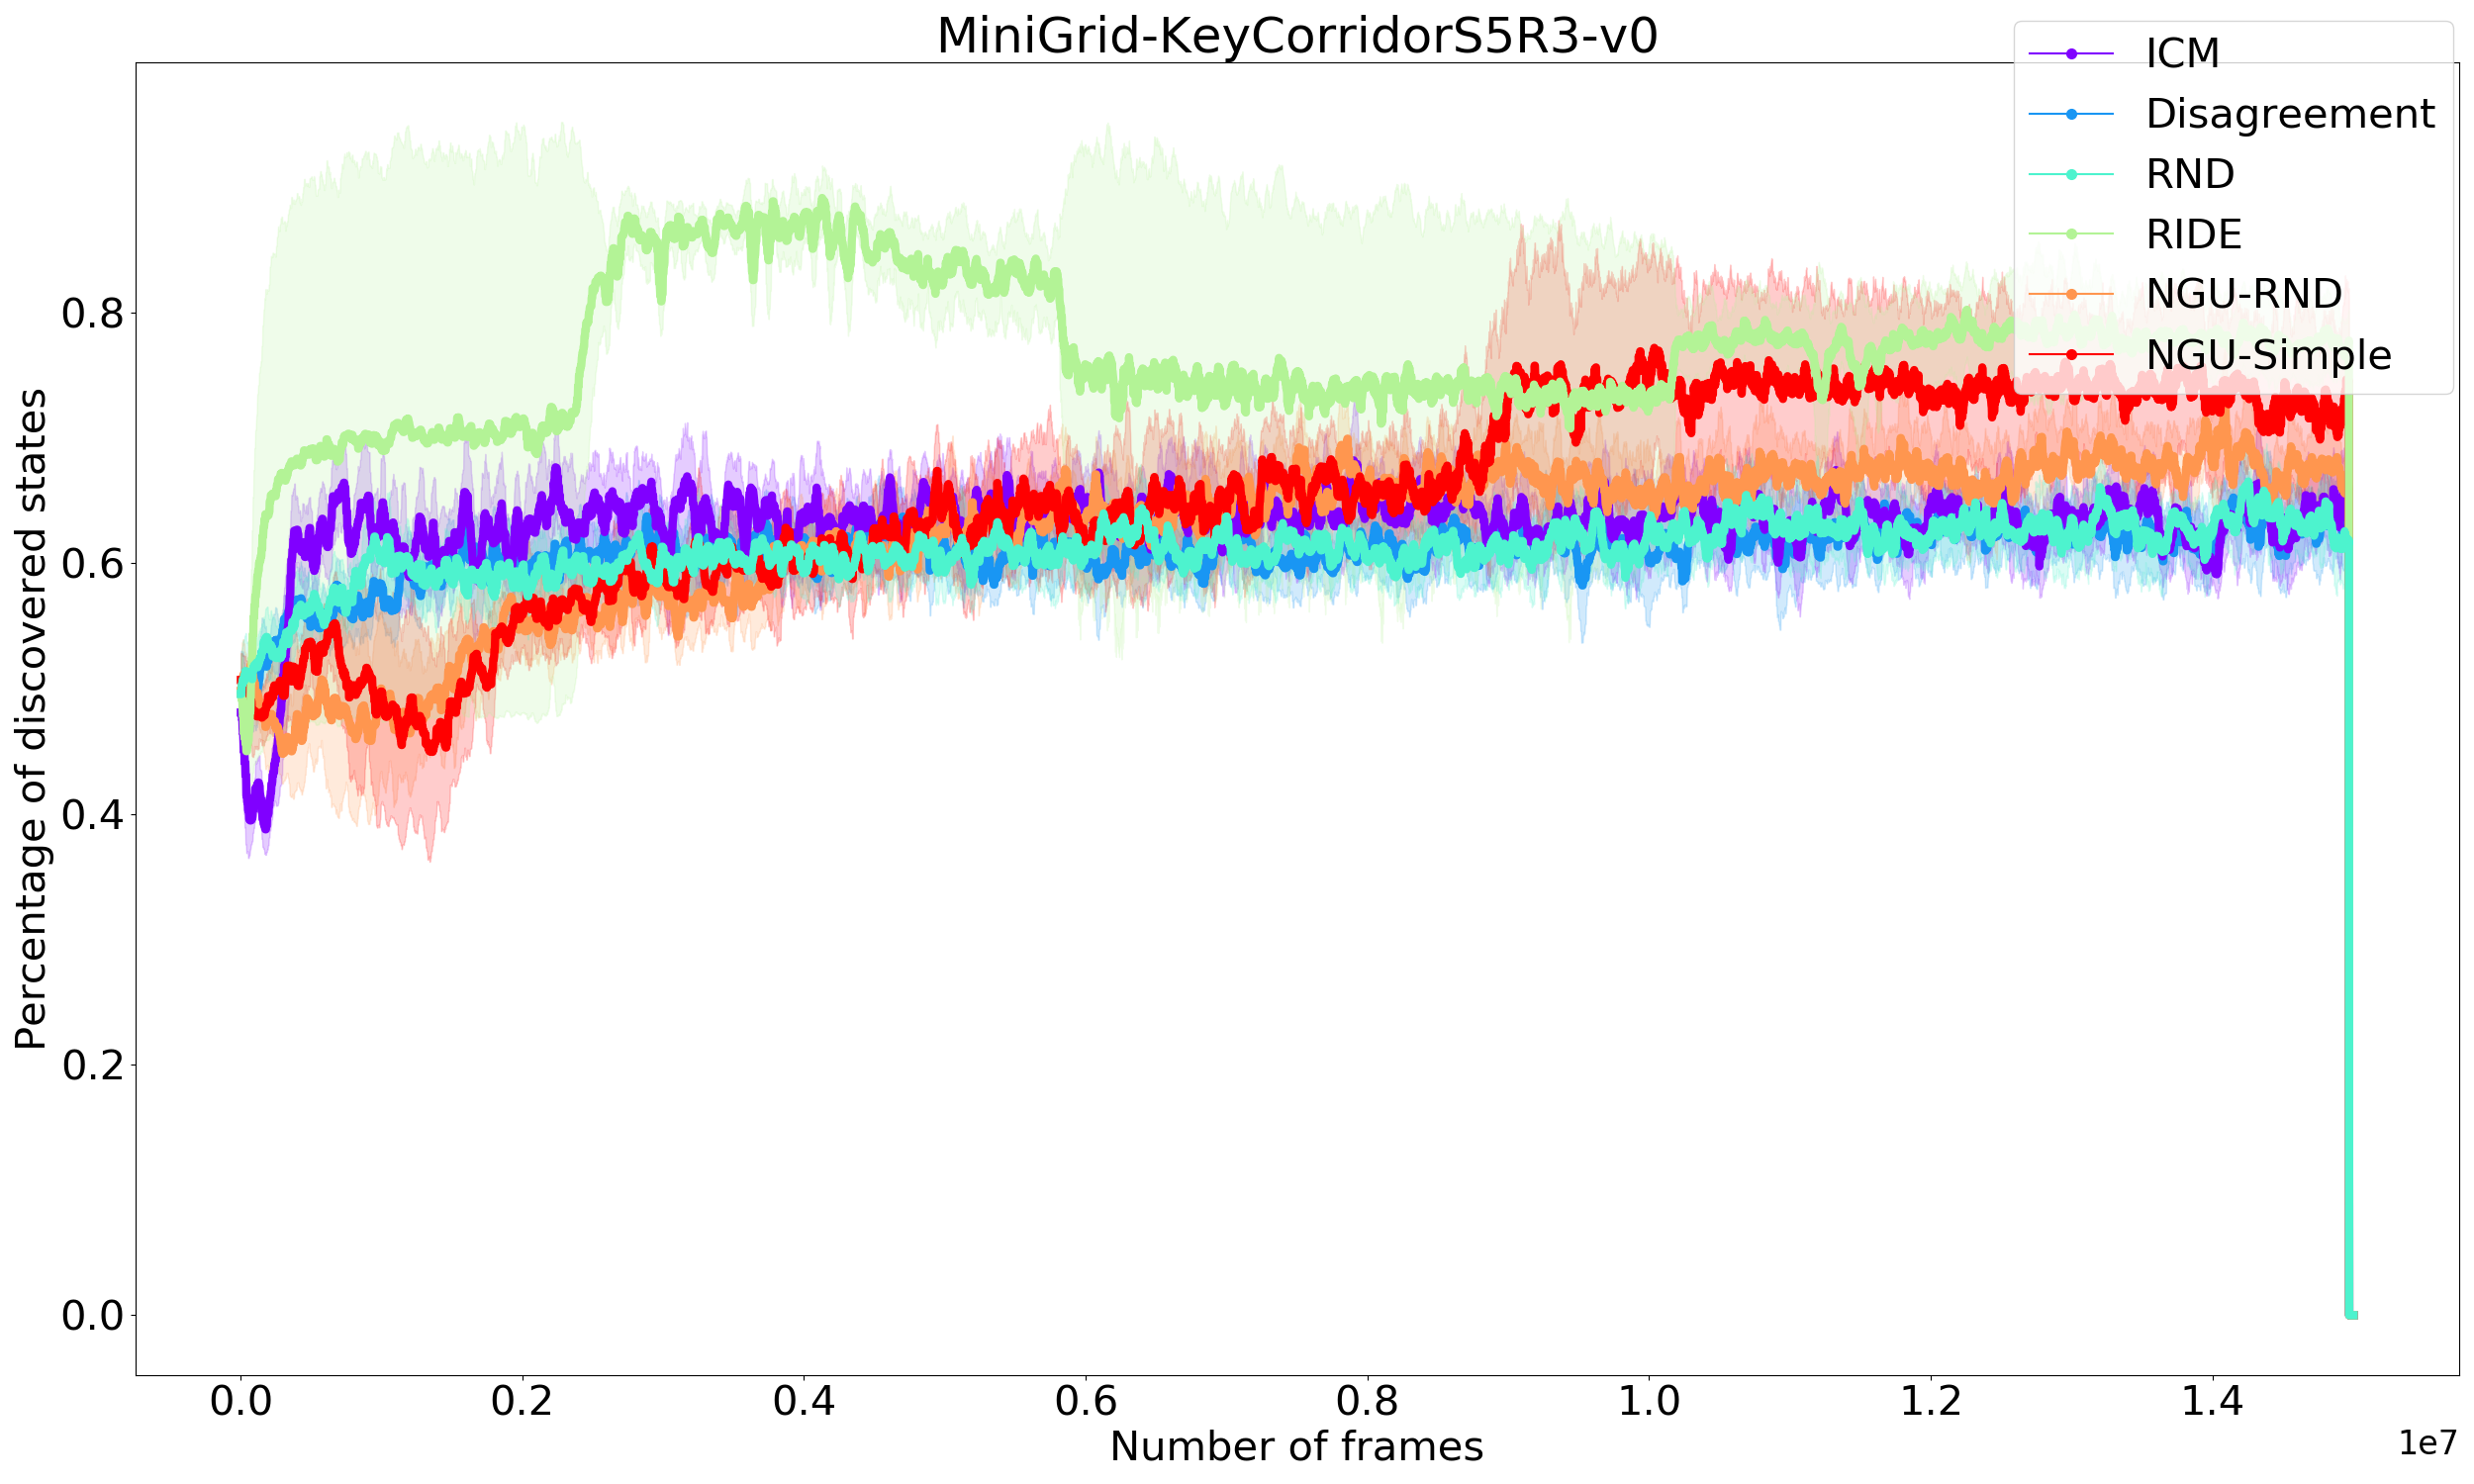 MiniGrid-KeyCorridorS5R3-v0
ICM
Disagreement
RND
RIDE
NGU-RND
NGU-Simple
Percentage of discovered states
0.8
0.6
0.4
0.2
0.0
0.0 0.2 0.4 0.6 0.8 1.0 1.2 1.4
Number of frames
1e7